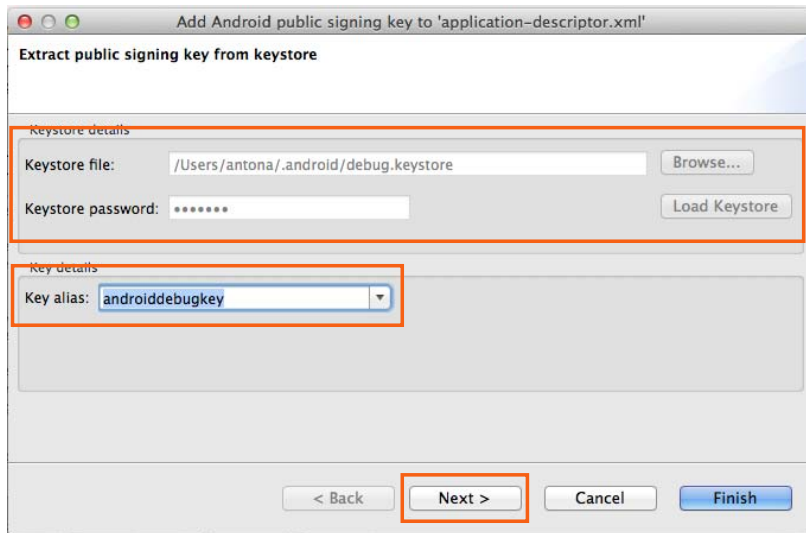 Add Android public signing key to 'application-descriptor.xml'
Extract public signing key from keystore
Keystore details
Keystore file: /Users/antona/.android/debug.keystore Browse...
Keystore password: ••••••• Load Keystore
Key details
Key alias: androiddebugkey
< Back Next > Cancel Finish